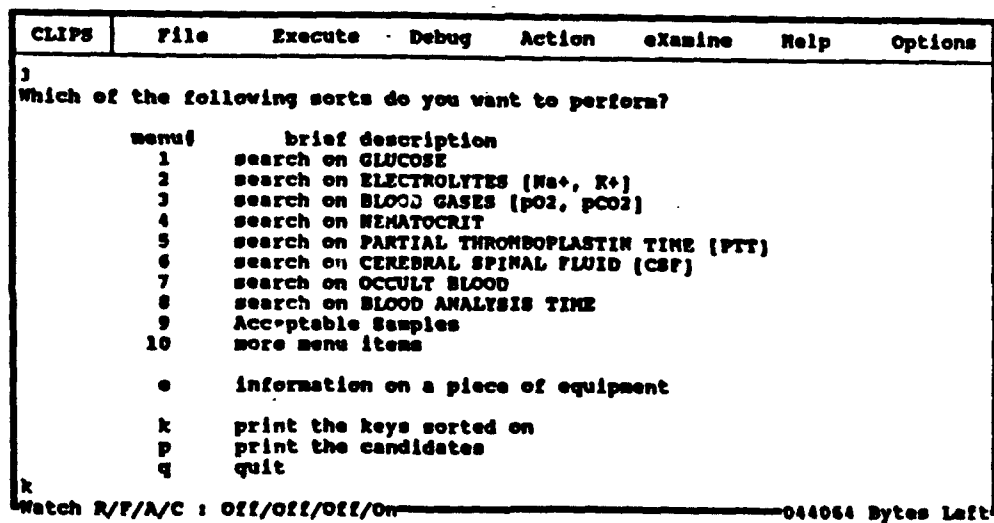 CLIPS File Execute Debug Action eXamine Help Options
3
Which of the following sorts do you want to perform?
menu# brief description
1 search on GLUCOSE
2 search on ELECTROLYTES [Na+, K+]
3 search on BLOOD GASES [pO2, pCO2]
4 search on HEMATOCRIT
5 search on PARTIAL THROMBOPLASTIN TIME [PTT]
6 search on CEREBRAL SPINAL FLUID [CSF]
7 search on OCCULT BLOOD
8 search on BLOOD ANALYSIS TIME
9 Acceptable Samples
10 more menu items
e information on a piece of equipment
k print the keys sorted on
p print the candidates
q quit
k
Watch R/F/A/C : Off/Off/Off/On 044064 Bytes Left